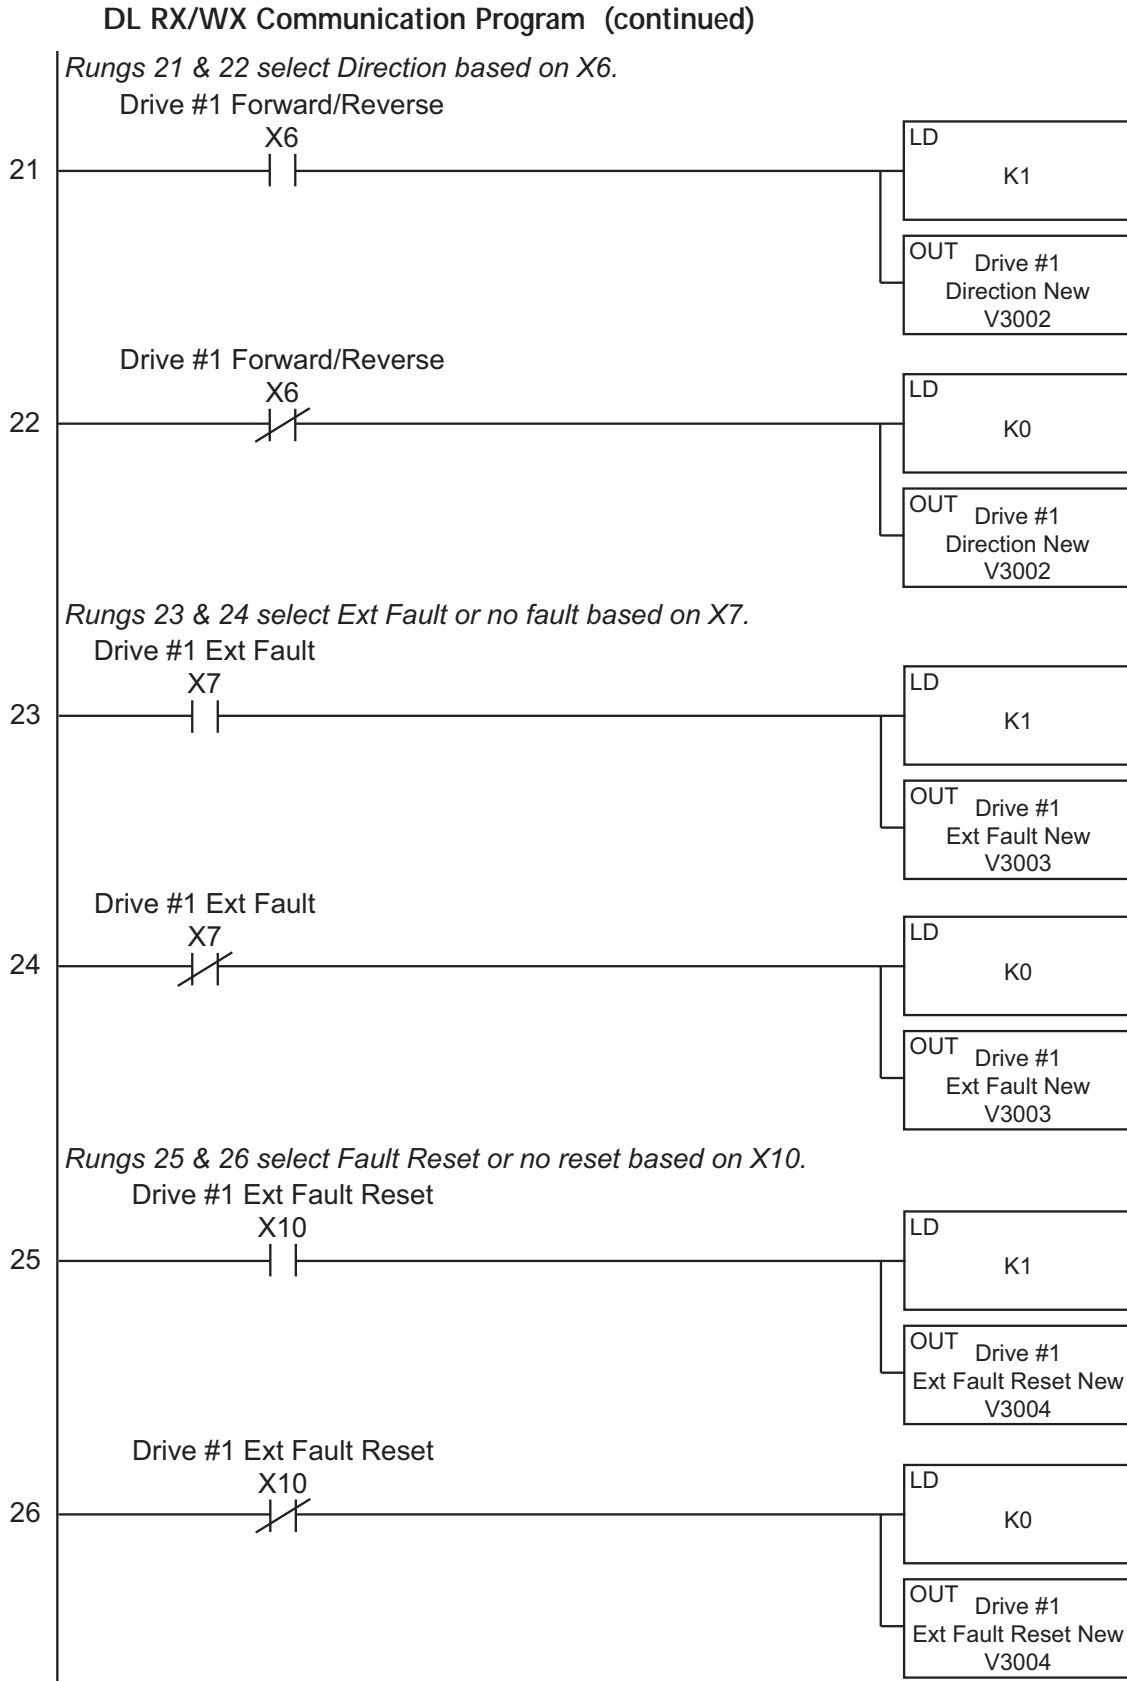 DL RX/WX Communication Program (continued)
Rungs 21 & 22 select Direction based on X6.
Drive #1 Forward/Reverse
X6
21
LD
K1
OUT
Drive #1
Direction New
V3002
Drive #1 Forward/Reverse
X6
22
LD
K0
OUT
Drive #1
Direction New
V3002
Rungs 23 & 24 select Ext Fault or no fault based on X7.
Drive #1 Ext Fault
X7
23
LD
K1
OUT
Drive #1
Ext Fault New
V3003
Drive #1 Ext Fault
X7
24
LD
K0
OUT
Drive #1
Ext Fault New
V3003
Rungs 25 & 26 select Fault Reset or no reset based on X10.
Drive #1 Ext Fault Reset
X10
25
LD
K1
OUT
Drive #1
Ext Fault Reset New
V3004
Drive #1 Ext Fault Reset
X10
26
LD
K0
OUT
Drive #1
Ext Fault Reset New
V3004